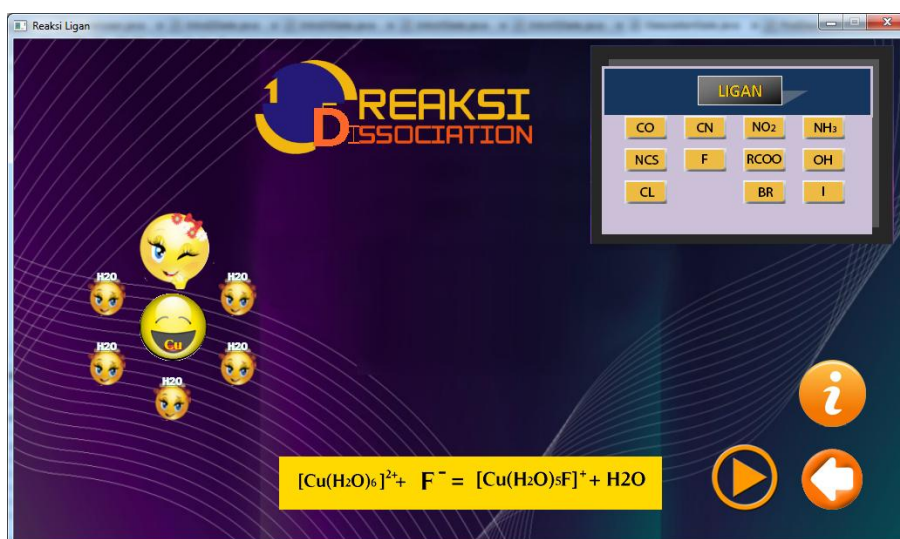 Reaksi Ligan
REAKSI
DISSOCIATION
LIGAN
CO CN NO2 NH3
NCS F RCOO OH
CL BR I
H2O H2O
Cu
H2O H2O
H2O
[Cu(H2O)6]²⁺+ F⁻ = [Cu(H2O)5F]⁺ + H2O
i